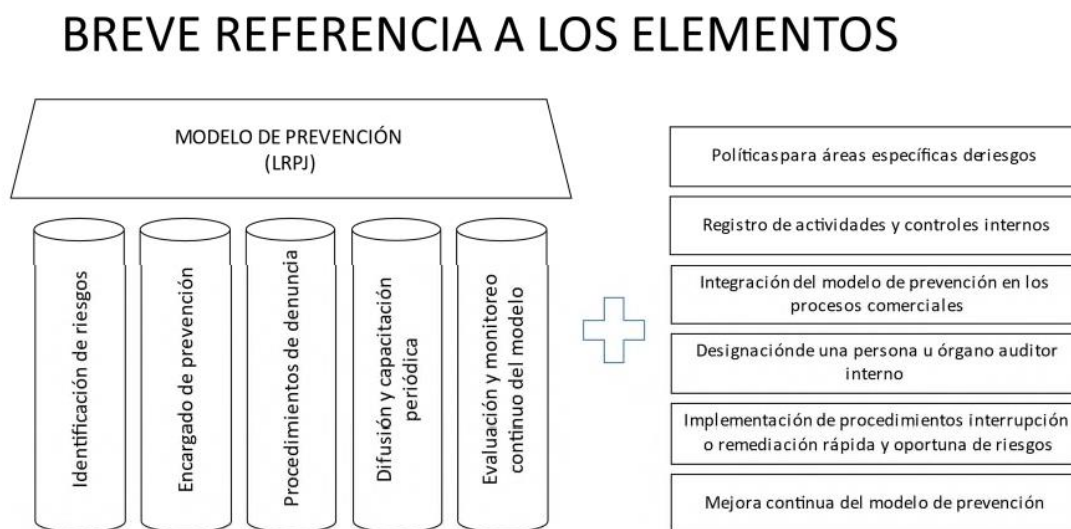 BREVE REFERENCIA A LOS ELEMENTOS
MODELO DE PREVENCIÓN
(LRPJ)
Identificación de riesgos
Encargado de prevención
Procedimientos de denuncia
Difusión y capacitación
periódica
Evaluación y monitoreo
continuo del modelo
Políticaspara áreas específicas deriesgos
Registro de actividades y controles internos
Integración del modelo de prevención en los
procesos comerciales
Designaciónde una persona u órgano auditor
interno
Implementación de procedimientos interrupción
o remediación rápida y oportuna de riesgos
Mejora continua del modelo de prevención